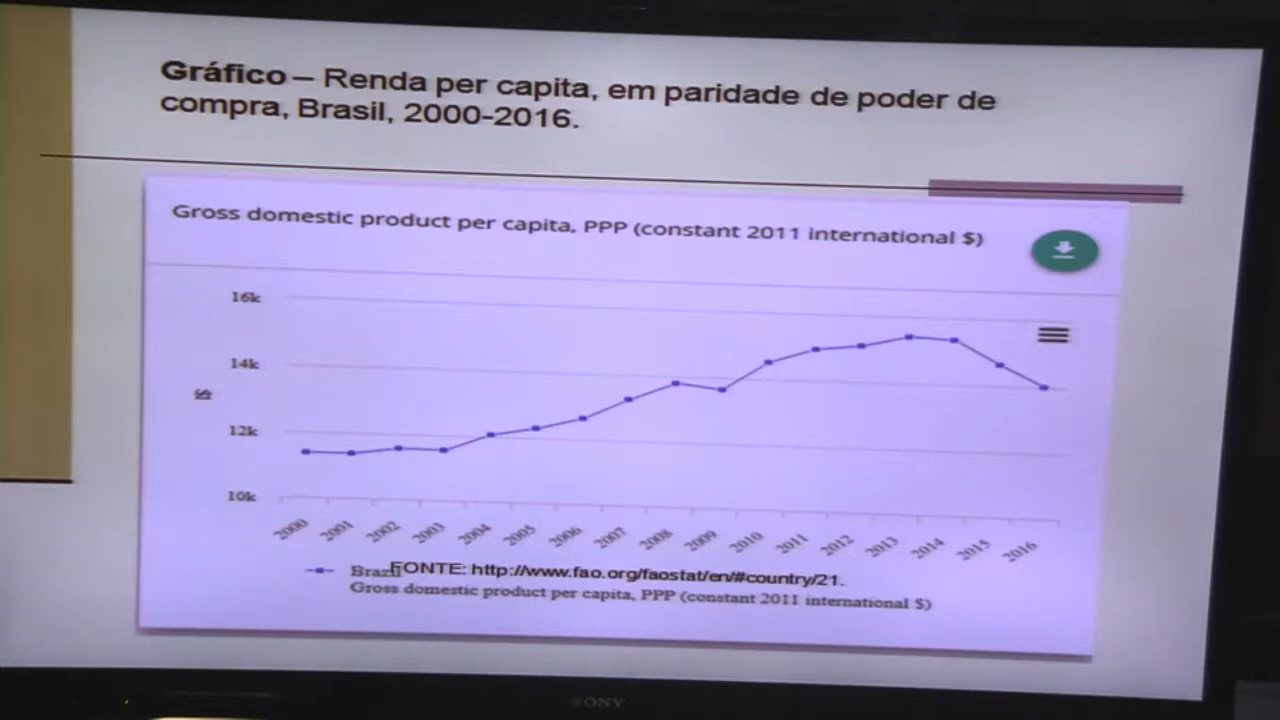 Gráfico – Renda per capita, em paridade de poder de
compra, Brasil, 2000-2016.
Gross domestic product per capita, PPP (constant 2011 international $)
16k
14k
12k
10k
2000 2001 2002 2003 2004 2005 2006 2007 2008 2009 2010 2011 2012 2013 2014 2015 2016
Brazil
FONTE: http://www.fao.org/faostat/en/#country/21.
Gross domestic product per capita, PPP (constant 2011 international $)
SONY